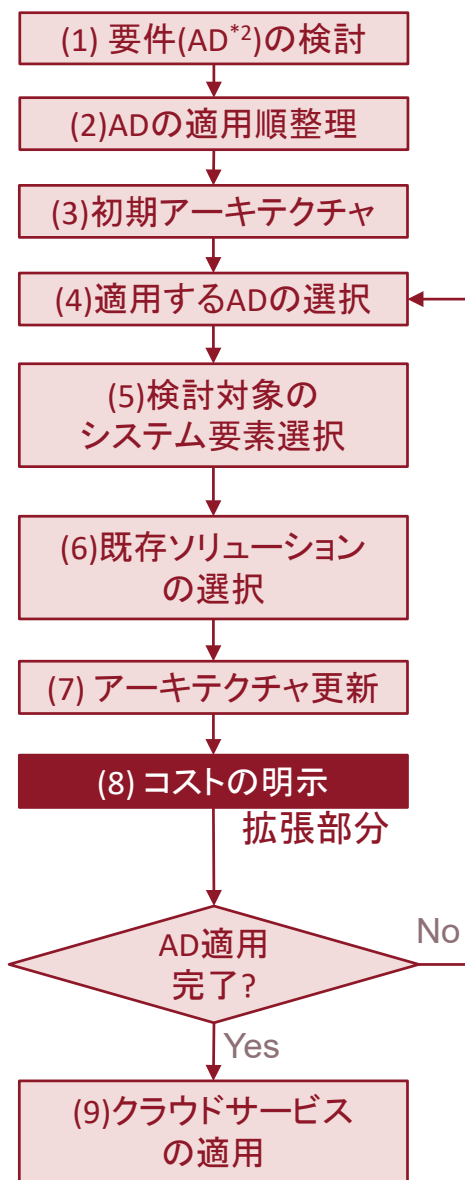 (1) 要件(AD*2)の検討
(2)ADの適用順整理
(3)初期アーキテクチャ
(4)適用するADの選択
(5)検討対象の
システム要素選択
(6)既存ソリューション
の選択
(7) アーキテクチャ更新
(8) コストの明示
拡張部分
AD適用
完了?
No
Yes
(9)クラウドサービス
の適用